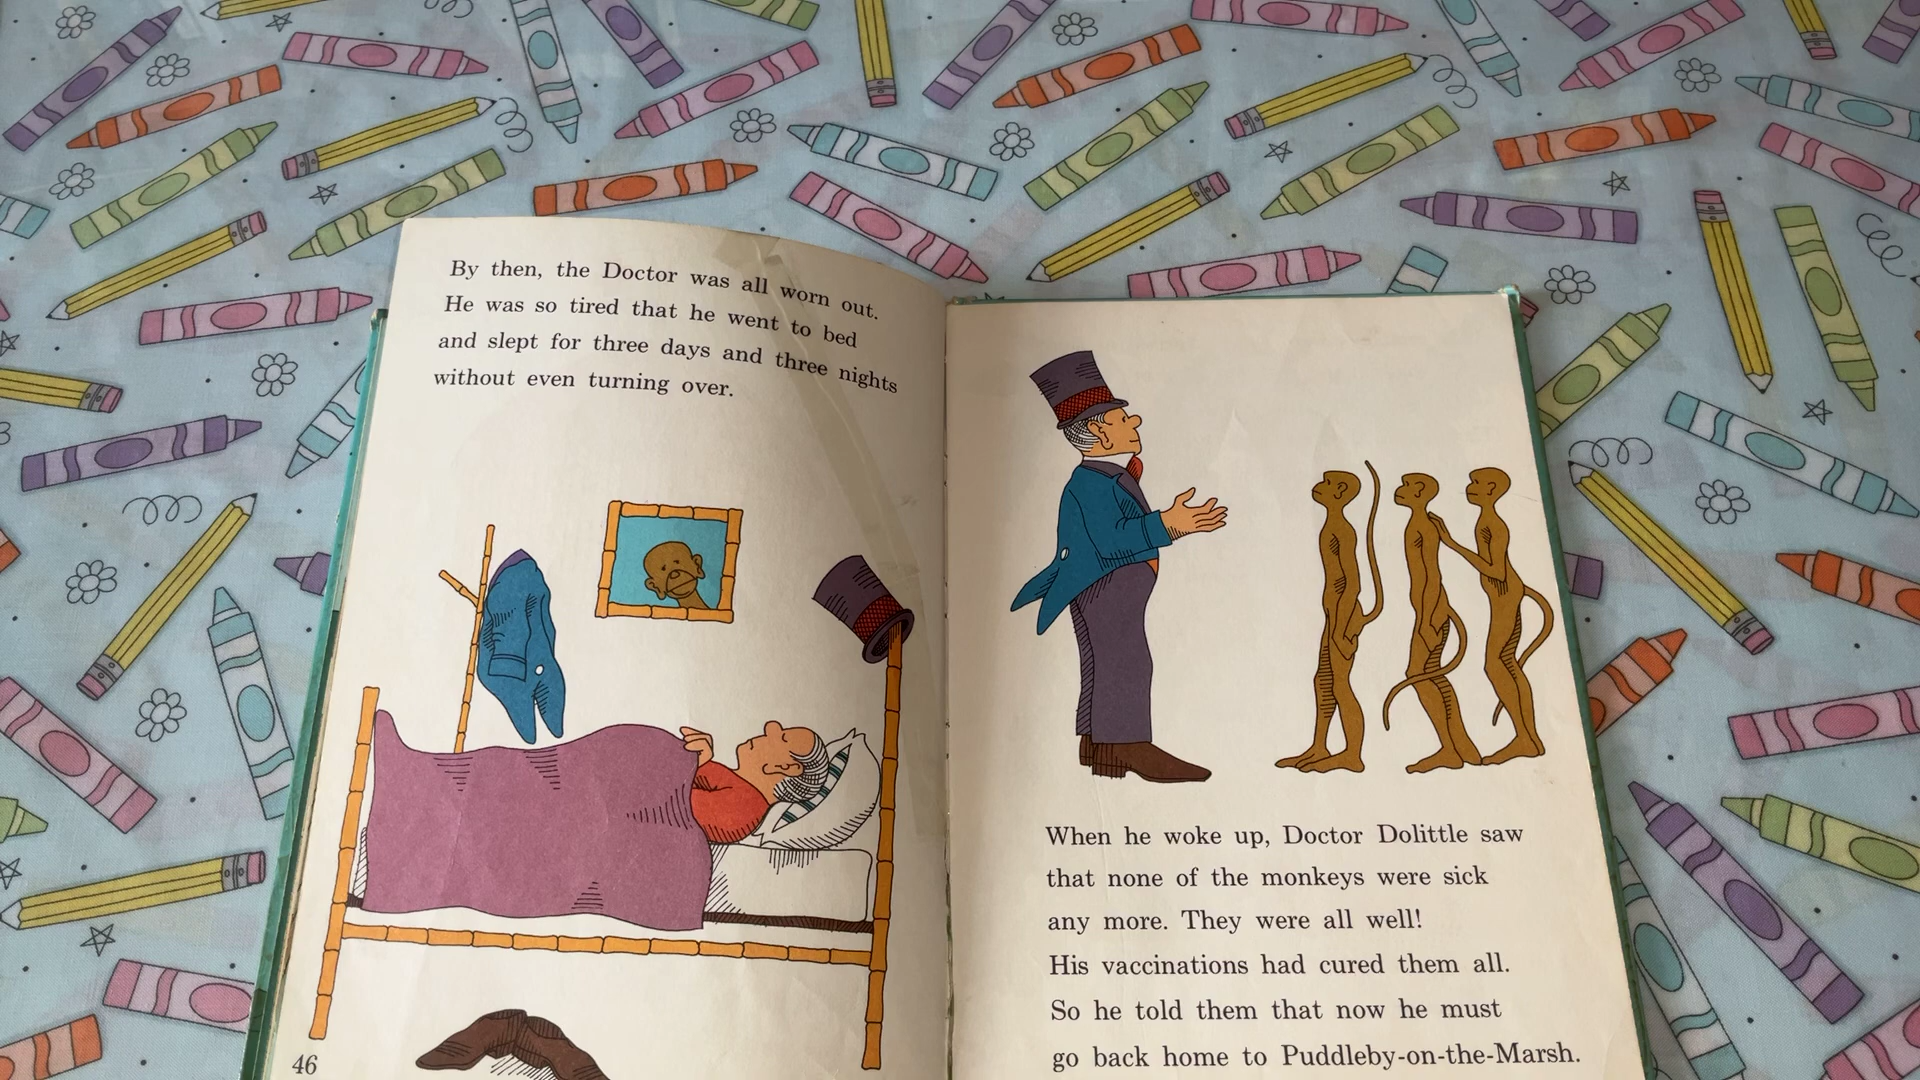 By then, the Doctor was all worn out.
He was so tired that he went to bed
and slept for three days and three nights
without even turning over.
46
When he woke up, Doctor Dolittle saw
that none of the monkeys were sick
any more. They were all well!
His vaccinations had cured them all.
So he told them that now he must
go back home to Puddleby-on-the-Marsh.